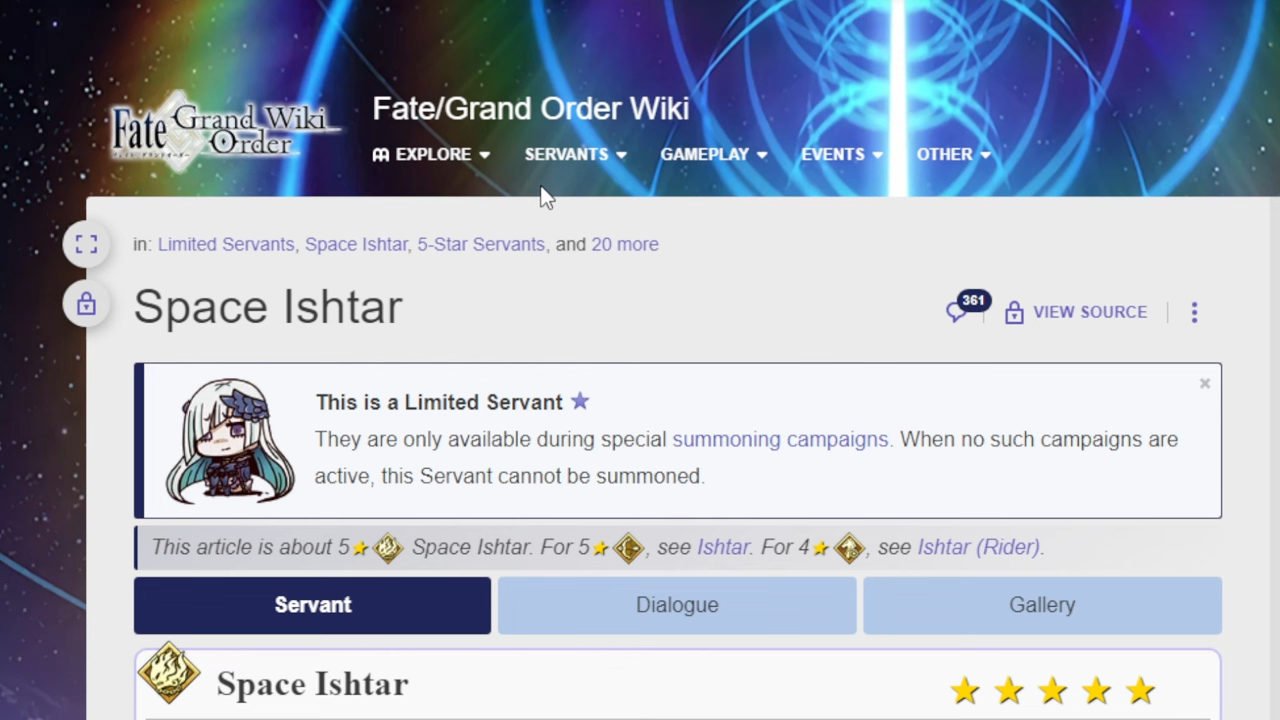 Fate Grand Wiki
Order
Fate/Grand Order Wiki
EXPLORE SERVANTS GAMEPLAY EVENTS OTHER
in: Limited Servants, Space Ishtar, 5-Star Servants, and 20 more
Space Ishtar
361
VIEW SOURCE
This is a Limited Servant
They are only available during special summoning campaigns. When no such campaigns are
active, this Servant cannot be summoned.
This article is about 5★ Space Ishtar. For 5★ , see Ishtar. For 4★ , see Ishtar (Rider).
Servant Dialogue Gallery
Space Ishtar